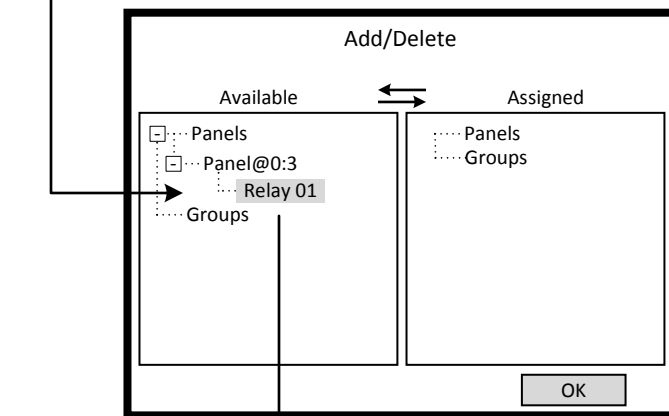 Add/Delete
Available
Assigned
- Panels
- Panel@0:3
Relay 01
Groups
Panels
Groups
OK